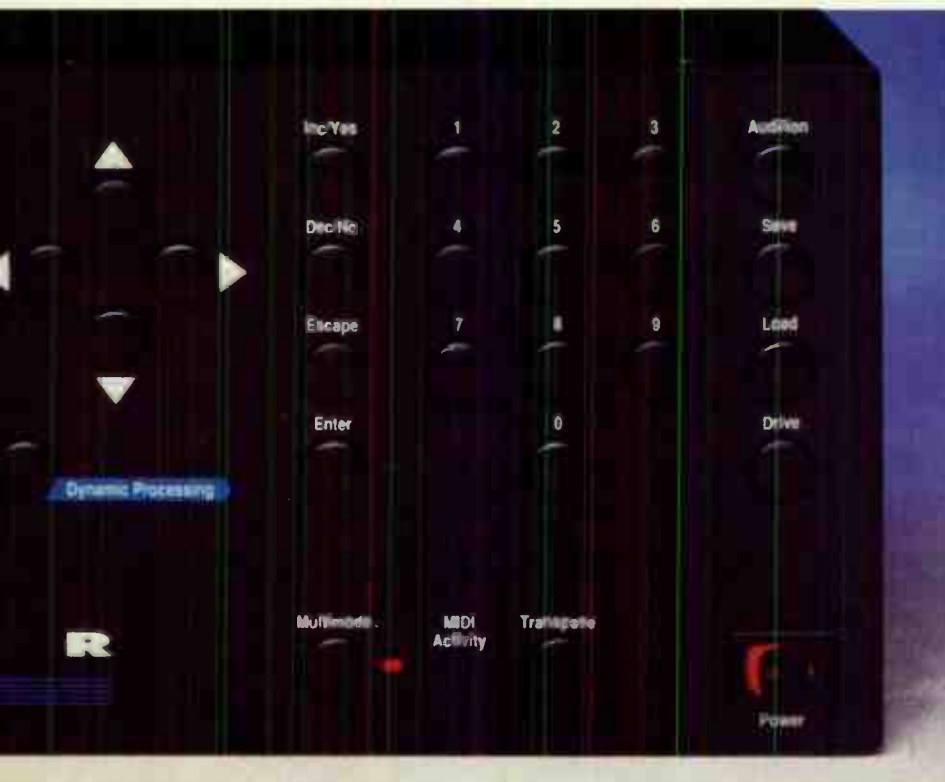 Inc/Yes 1 2 3 Audition
Dec/No 4 5 6 Save
Escape 7 8 9 Load
Enter 0 Drive
Dynamic Processing
Multimode MIDI Activity Transpose
R
Power